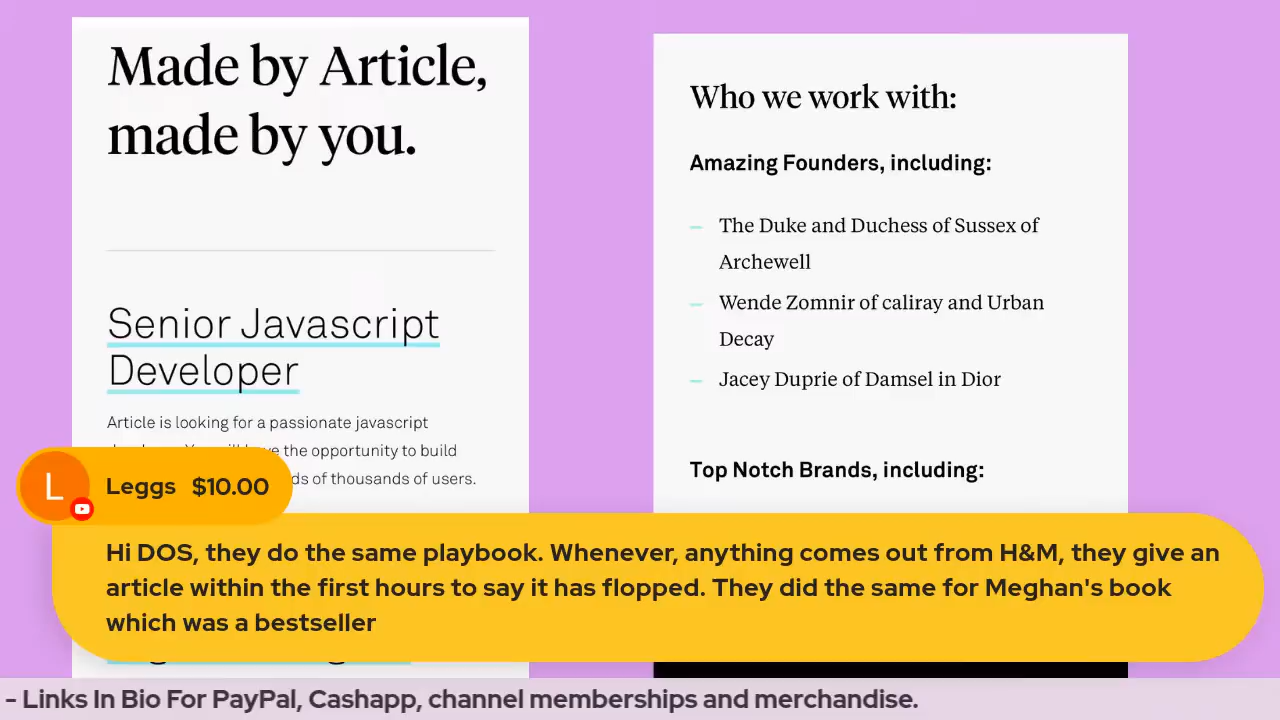 Made by Article,
made by you.
Senior Javascript
Developer
Article is looking for a passionate javascript
the opportunity to build
of thousands of users.
Who we work with:
Amazing Founders, including:
– The Duke and Duchess of Sussex of
Archewell
– Wende Zomnir of caliray and Urban
Decay
– Jacey Duprie of Damsel in Dior
Top Notch Brands, including:
L
Leggs $10.00
Hi DOS, they do the same playbook. Whenever, anything comes out from H&M, they give an
article within the first hours to say it has flopped. They did the same for Meghan's book
which was a bestseller
- Links In Bio For PayPal, Cashapp, channel memberships and merchandise.